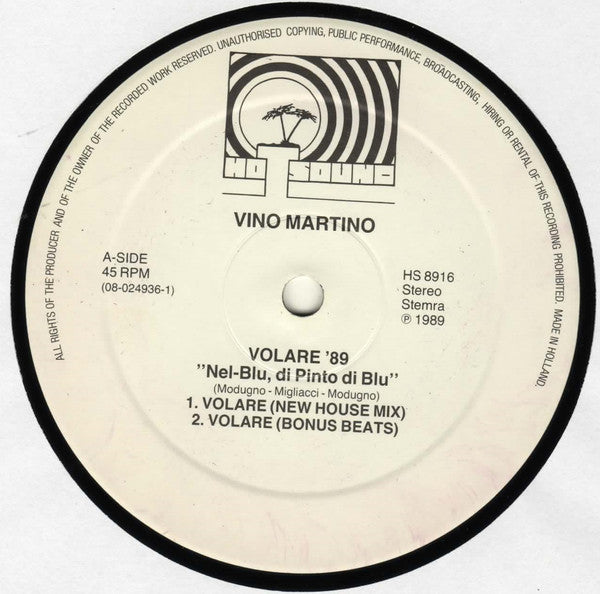 ALL RIGHTS OF THE PRODUCER AND OF THE OWNER OF THE RECORDED WORK RESERVED. UNAUTHORISED COPYING, PUBLIC PERFORMANCE, BROADCASTING, HIRING OR RENTAL OF THIS RECORDING PROHIBITED. MADE IN HOLLAND.
HOT SOUND
VINO MARTINO
A-SIDE
45 RPM
(08-024936-1)
HS 8916
Stereo
Stemra
℗ 1989
VOLARE '89
"Nel-Blu, di Pinto di Blu"
(Modugno - Migliacci - Modugno)
1. VOLARE (NEW HOUSE MIX)
2. VOLARE (BONUS BEATS)